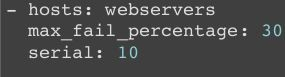 - hosts: webservers
  max_fail_percentage: 30
  serial: 10